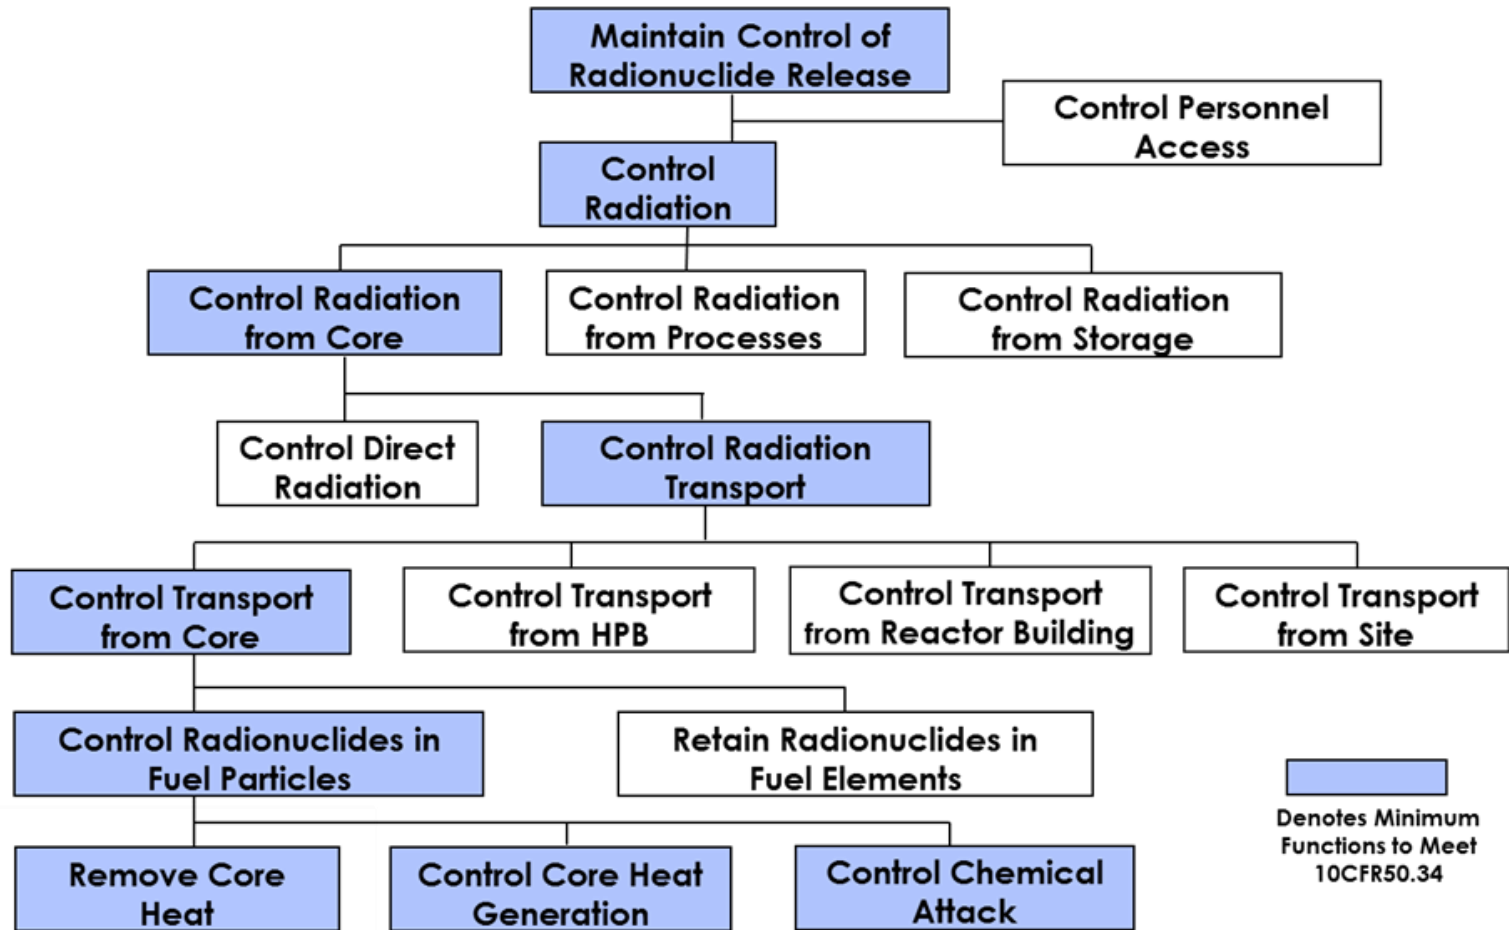 Maintain Control of
Radionuclide Release
Control Personnel
Access
Control
Radiation
Control Radiation
from Core
Control Radiation
from Processes
Control Radiation
from Storage
Control Direct
Radiation
Control Radiation
Transport
Control Transport
from Core
Control Transport
from HPB
Control Transport
from Reactor Building
Control Transport
from Site
Control Radionuclides in
Fuel Particles
Retain Radionuclides in
Fuel Elements
Remove Core
Heat
Control Core Heat
Generation
Control Chemical
Attack
Denotes Minimum
Functions to Meet
10CFR50.34